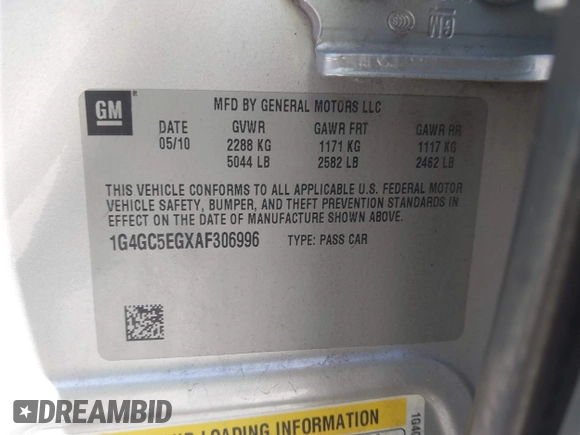 GM
MFD BY GENERAL MOTORS LLC
DATE GVWR GAWR FRT GAWR RR
05/10 2288 KG 1171 KG 1117 KG
5044 LB 2582 LB 2462 LB
THIS VEHICLE CONFORMS TO ALL APPLICABLE U.S. FEDERAL MOTOR
VEHICLE SAFETY, BUMPER, AND THEFT PREVENTION STANDARDS IN
EFFECT ON THE DATE OF MANUFACTURE SHOWN ABOVE.
1G4GC5EGXAF306996 TYPE: PASS CAR
LOADING INFORMATION
DREAMBID